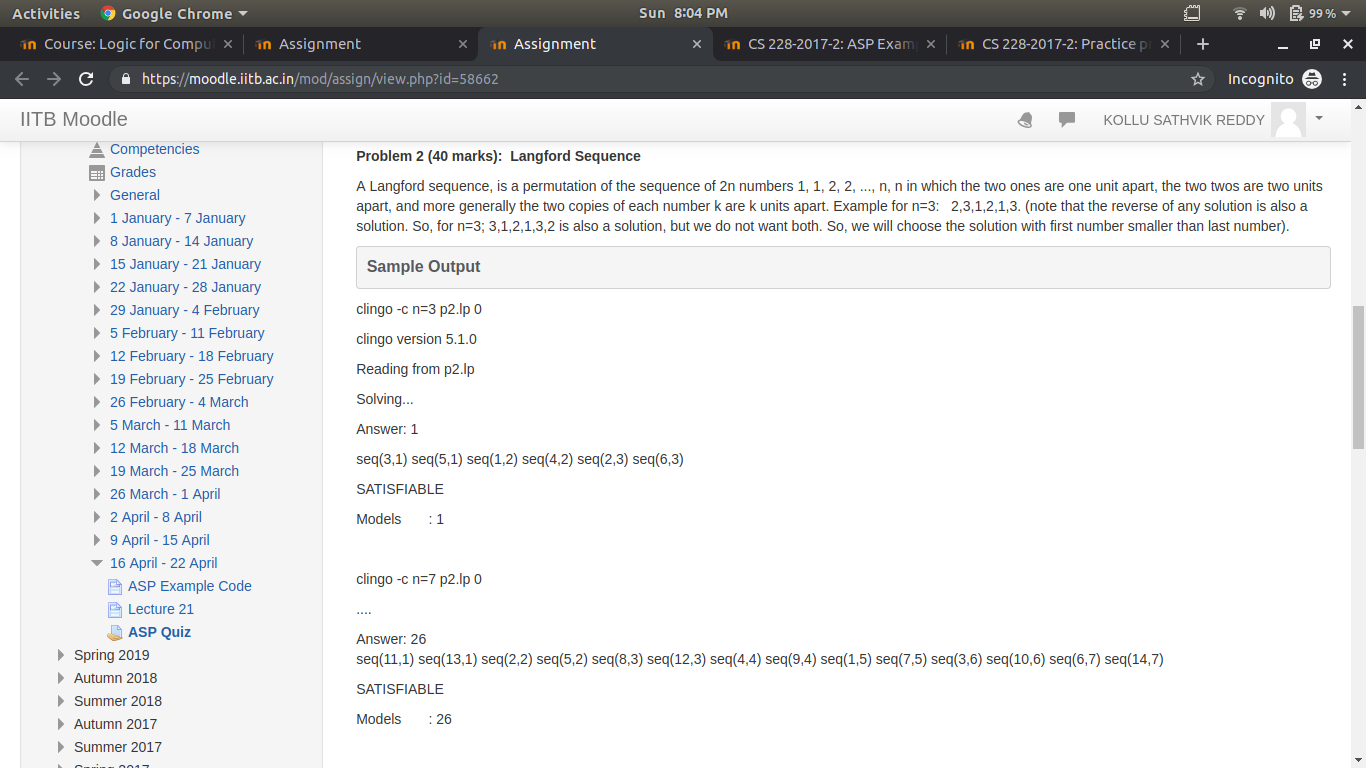 Activities Google Chrome Sun 8:04 PM 99 %
Course: Logic for Compu Assignment Assignment CS 228-2017-2: ASP Exam CS 228-2017-2: Practice p
https://moodle.iitb.ac.in/mod/assign/view.php?id=58662 Incognito
IITB Moodle KOLLU SATHVIK REDDY
Competencies
Grades
General
1 January - 7 January
8 January - 14 January
15 January - 21 January
22 January - 28 January
29 January - 4 February
5 February - 11 February
12 February - 18 February
19 February - 25 February
26 February - 4 March
5 March - 11 March
12 March - 18 March
19 March - 25 March
26 March - 1 April
2 April - 8 April
9 April - 15 April
16 April - 22 April
ASP Example Code
Lecture 21
ASP Quiz
Spring 2019
Autumn 2018
Summer 2018
Autumn 2017
Summer 2017
Spring 2017
Problem 2 (40 marks): Langford Sequence
A Langford sequence, is a permutation of the sequence of 2n numbers 1, 1, 2, 2, ..., n, n in which the two ones are one unit apart, the two twos are two units
apart, and more generally the two copies of each number k are k units apart. Example for n=3: 2,3,1,2,1,3. (note that the reverse of any solution is also a
solution. So, for n=3; 3,1,2,1,3,2 is also a solution, but we do not want both. So, we will choose the solution with first number smaller than last number).
Sample Output
clingo -c n=3 p2.lp 0
clingo version 5.1.0
Reading from p2.lp
Solving...
Answer: 1
seq(3,1) seq(5,1) seq(1,2) seq(4,2) seq(2,3) seq(6,3)
SATISFIABLE
Models : 1
clingo -c n=7 p2.lp 0
....
Answer: 26
seq(11,1) seq(13,1) seq(2,2) seq(5,2) seq(8,3) seq(12,3) seq(4,4) seq(9,4) seq(1,5) seq(7,5) seq(3,6) seq(10,6) seq(6,7) seq(14,7)
SATISFIABLE
Models : 26